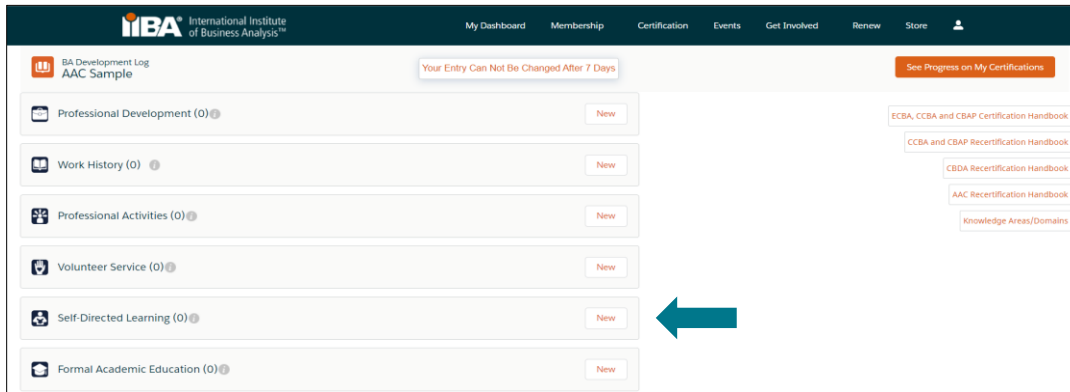 IIBA® International Institute
of Business Analysis™
My Dashboard Membership Certification Events Get Involved Renew Store
BA Development Log
AAC Sample
Your Entry Can Not Be Changed After 7 Days
See Progress on My Certifications
Professional Development (0) i New
Work History (0) i New
Professional Activities (0) i New
Volunteer Service (0) i New
Self-Directed Learning (0) i New
Formal Academic Education (0) i New
ECBA, CCBA and CBAP Certification Handbook
CCBA and CBAP Recertification Handbook
CBDA Recertification Handbook
AAC Recertification Handbook
Knowledge Areas/Domains